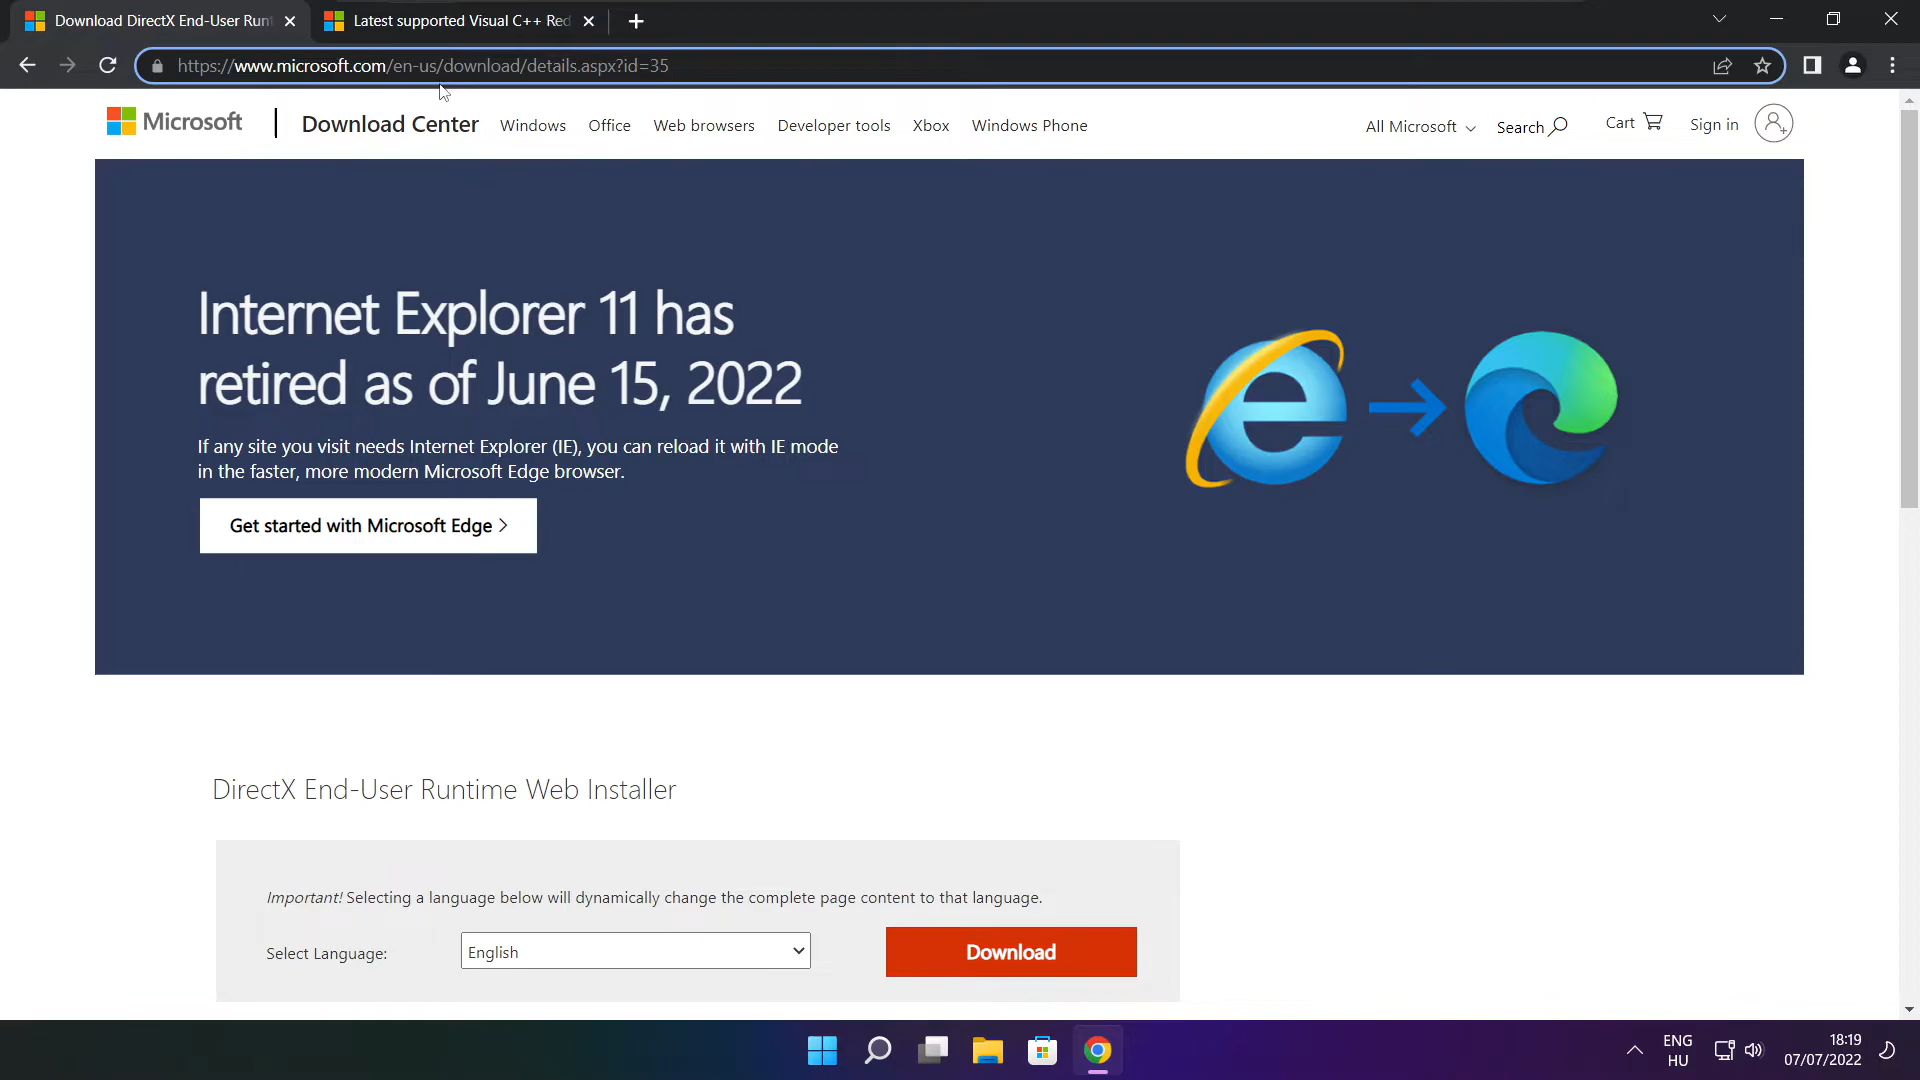 Download DirectX End-User Runt
Latest supported Visual C++ Red
https://www.microsoft.com/en-us/download/details.aspx?id=35
Microsoft
Download Center
Windows
Office
Web browsers
Developer tools
Xbox
Windows Phone
All Microsoft
Search
Cart
Sign in
Internet Explorer 11 has
retired as of June 15, 2022
If any site you visit needs Internet Explorer (IE), you can reload it with IE mode
in the faster, more modern Microsoft Edge browser.
Get started with Microsoft Edge >
DirectX End-User Runtime Web Installer
Important! Selecting a language below will dynamically change the complete page content to that language.
Select Language:
English
Download
ENG
HU
18:19
07/07/2022